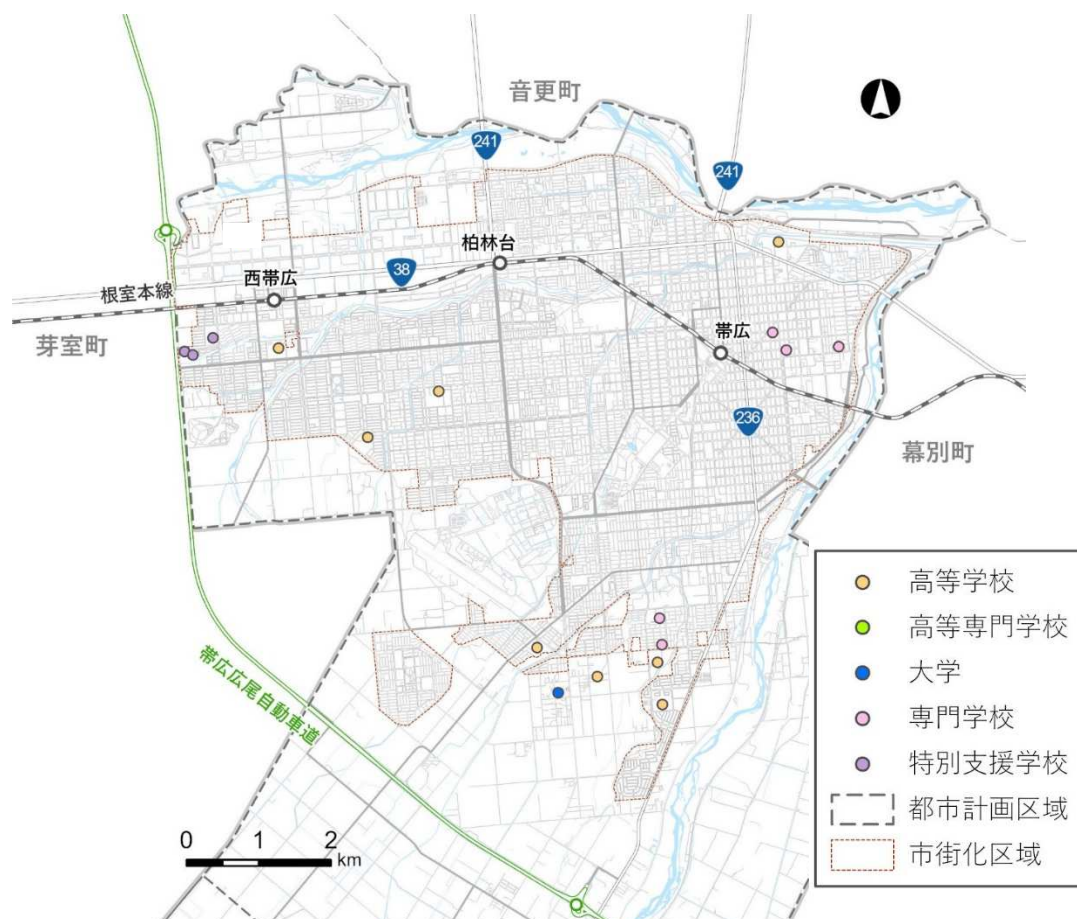 音更町
241
241
柏林台
38
西帯広
根室本線
芽室町
帯広
236
幕別町
帯広広尾自動車道
高等学校
高等専門学校
大学
専門学校
特別支援学校
都市計画区域
市街化区域
0 1 2
km